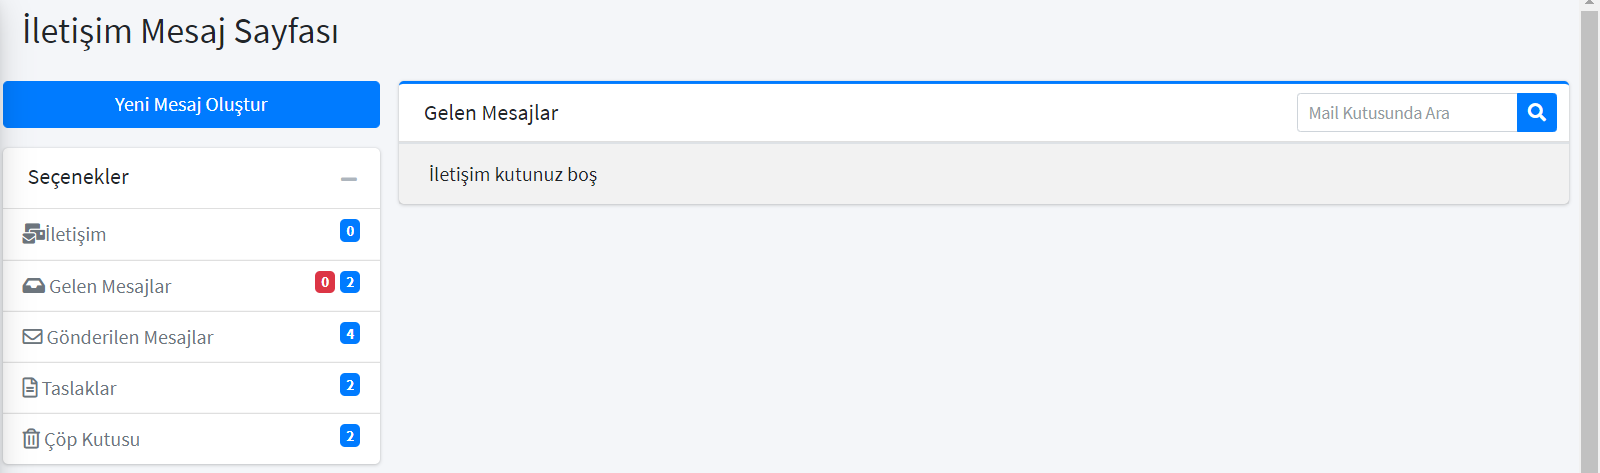 İletişim Mesaj Sayfası
Yeni Mesaj Oluştur
Seçenekler
İletişim 0
Gelen Mesajlar 0 2
Gönderilen Mesajlar 4
Taslaklar 2
Çöp Kutusu 2
Gelen Mesajlar
Mail Kutusunda Ara
İletişim kutunuz boş